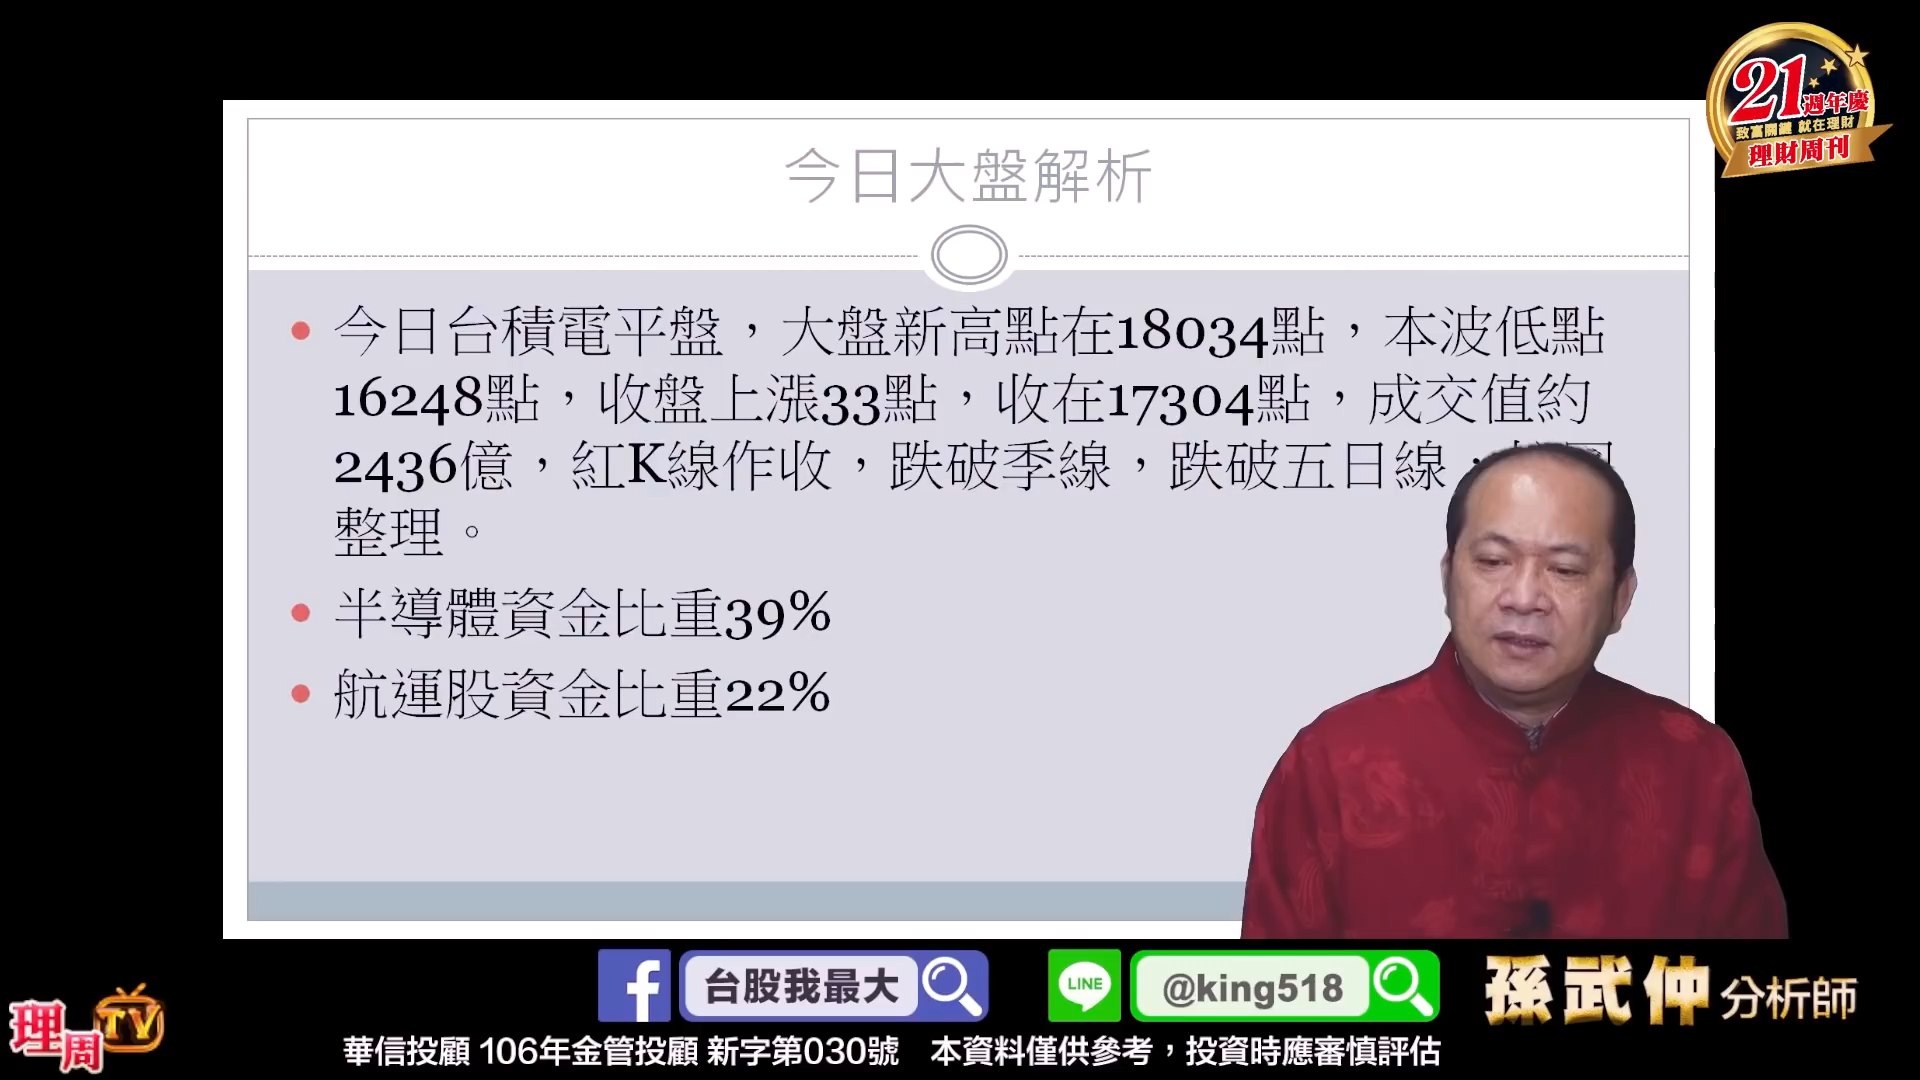 21週年慶
致富關鍵 就在理財
理財周刊
今日大盤解析
今日台積電平盤，大盤新高點在18034點，本波低點
16248點，收盤上漲33點，收在17304點，成交值約
2436億，紅K線作收，跌破季線，跌破五日線，
整理。
半導體資金比重39%
航運股資金比重22%
台股我最大
LINE
@king518
孫武仲 分析師
理周TV
華信投顧 106年金管投顧 新字第030號 本資料僅供參考，投資時應審慎評估